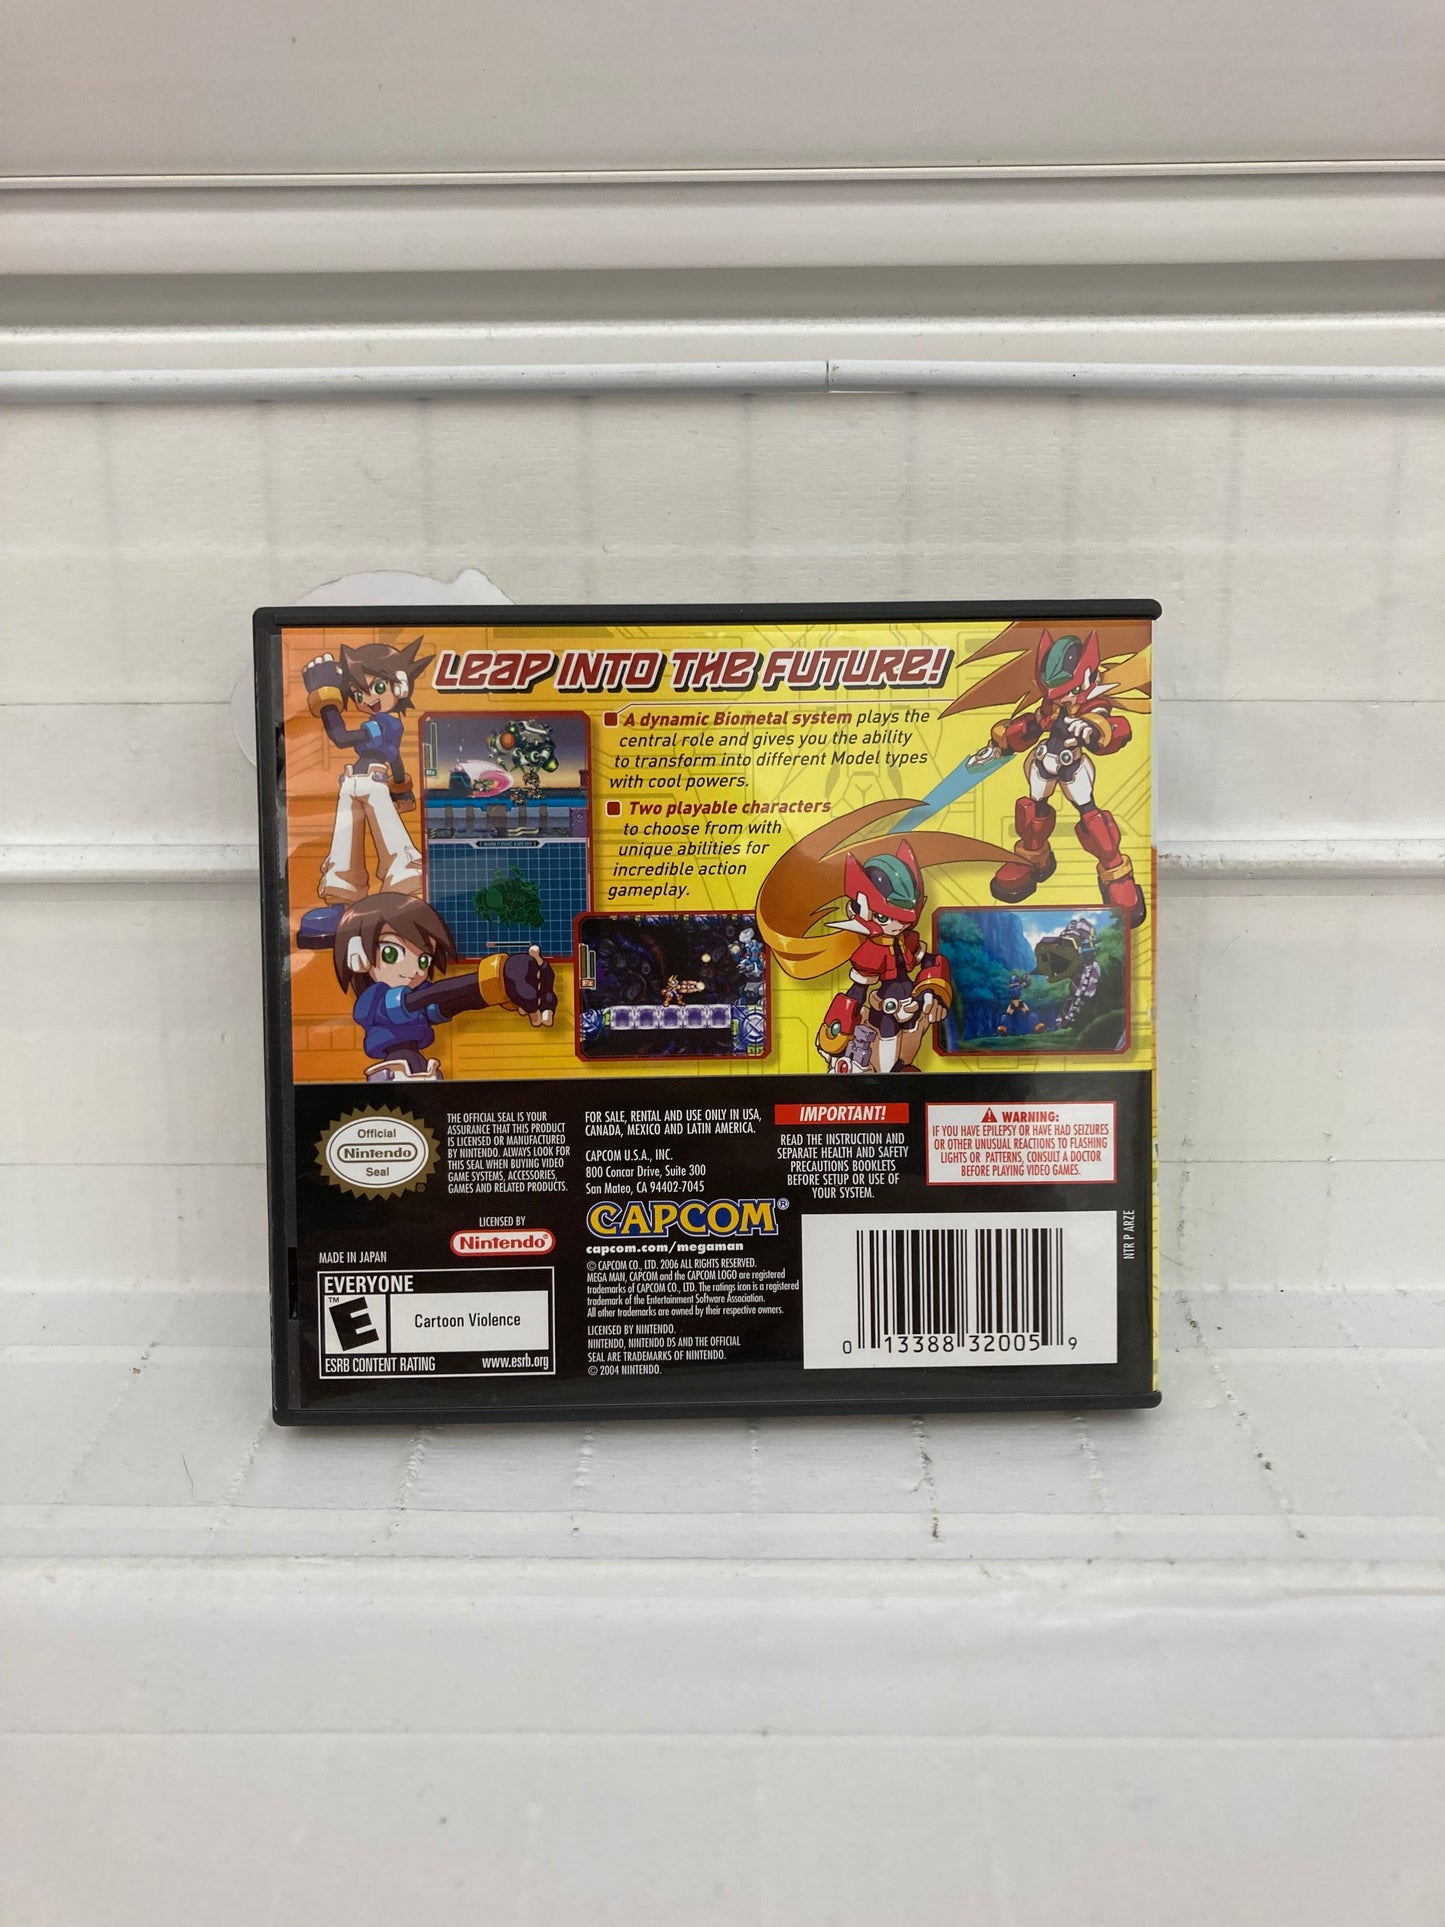 LEAP INTO THE FUTURE!
A dynamic Biometal system plays the
central role and gives you the ability
to transform into different Model types
with cool powers.
Two playable characters
to choose from with
unique abilities for
incredible action
gameplay.
Official
Nintendo
Seal
THE OFFICIAL SEAL IS YOUR
ASSURANCE THAT THIS PRODUCT
IS LICENSED OR MANUFACTURED
BY NINTENDO. ALWAYS LOOK FOR
THIS SEAL WHEN BUYING VIDEO
GAME SYSTEMS, ACCESSORIES,
GAMES AND RELATED PRODUCTS.
LICENSED BY
Nintendo®
MADE IN JAPAN
EVERYONE
E™
Cartoon Violence
ESRB CONTENT RATING www.esrb.org
FOR SALE, RENTAL AND USE ONLY IN USA,
CANADA, MEXICO AND LATIN AMERICA.
CAPCOM U.S.A., INC.
800 Concar Drive, Suite 300
San Mateo, CA 94402-7045
CAPCOM®
capcom.com/megaman
© CAPCOM CO., LTD. 2006 ALL RIGHTS RESERVED.
MEGA MAN, CAPCOM and the CAPCOM LOGO are registered
trademarks of CAPCOM CO., LTD. The ratings icon is a registered
trademark of the Entertainment Software Association.
All other trademarks are owned by their respective owners.
LICENSED BY NINTENDO.
NINTENDO, NINTENDO DS AND THE OFFICIAL
SEAL ARE TRADEMARKS OF NINTENDO.
© 2004 NINTENDO.
IMPORTANT!
READ THE INSTRUCTION AND
SEPARATE HEALTH AND SAFETY
PRECAUTIONS BOOKLETS
BEFORE SETUP OR USE OF
YOUR SYSTEM.
WARNING:
IF YOU HAVE EPILEPSY OR HAVE HAD SEIZURES
OR OTHER UNUSUAL REACTIONS TO FLASHING
LIGHTS OR PATTERNS, CONSULT A DOCTOR
BEFORE PLAYING VIDEO GAMES.
0 13388 32005 9
NTR P ARZE